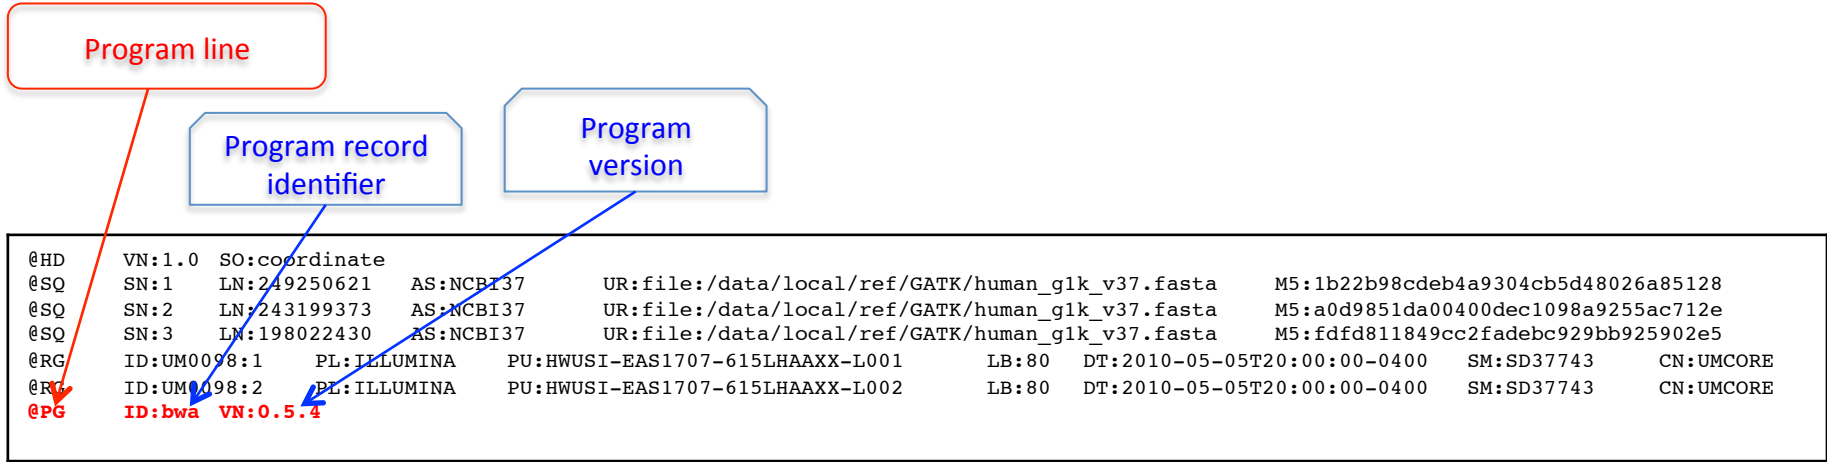 Program line
Program record
identifier
Program
version
@HD VN:1.0 SO:coordinate
@SQ SN:1 LN:249250621 AS:NCBI37 UR:file:/data/local/ref/GATK/human_g1k_v37.fasta M5:1b22b98cdeb4a9304cb5d48026a85128
@SQ SN:2 LN:243199373 AS:NCBI37 UR:file:/data/local/ref/GATK/human_g1k_v37.fasta M5:a0d9851da00400dec1098a9255ac712e
@SQ SN:3 LN:198022430 AS:NCBI37 UR:file:/data/local/ref/GATK/human_g1k_v37.fasta M5:fdfd811849cc2fadebc929bb925902e5
@RG ID:UM0098:1 PL:ILLUMINA PU:HWUSI-EAS1707-615LHAAXX-L001 LB:80 DT:2010-05-05T20:00:00-0400 SM:SD37743 CN:UMCORE
@RG ID:UM0098:2 PL:ILLUMINA PU:HWUSI-EAS1707-615LHAAXX-L002 LB:80 DT:2010-05-05T20:00:00-0400 SM:SD37743 CN:UMCORE
@PG ID:bwa VN:0.5.4